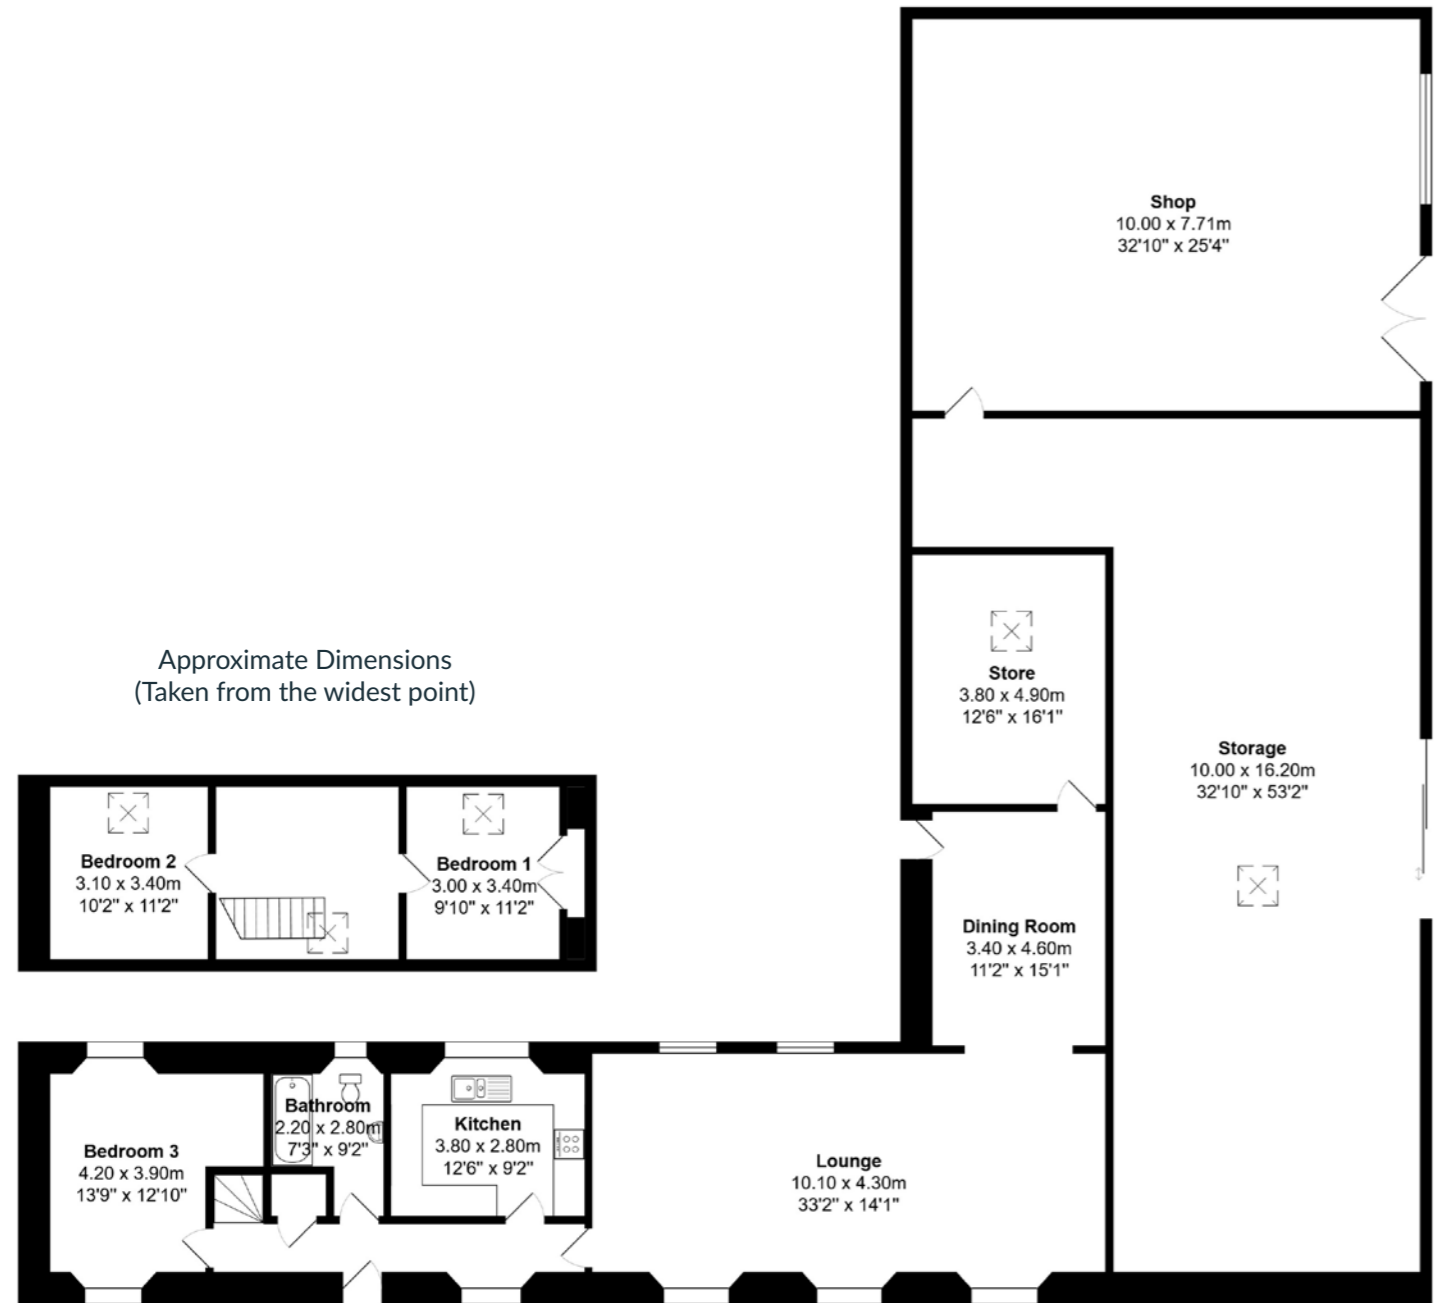 Shop
10.00 x 7.71m
32'10" x 25'4"
Approximate Dimensions
(Taken from the widest point)
Store
3.80 x 4.90m
12'6" x 16'1"
Storage
10.00 x 16.20m
32'10" x 53'2"
Bedroom 2
3.10 x 3.40m
10'2" x 11'2"
Bedroom 1
3.00 x 3.40m
9'10" x 11'2"
Dining Room
3.40 x 4.60m
11'2" x 15'1"
Bedroom 3
4.20 x 3.90m
13'9" x 12'10"
Bathroom
2.20 x 2.80m
7'3" x 9'2"
Kitchen
3.80 x 2.80m
12'6" x 9'2"
Lounge
10.10 x 4.30m
33'2" x 14'1"